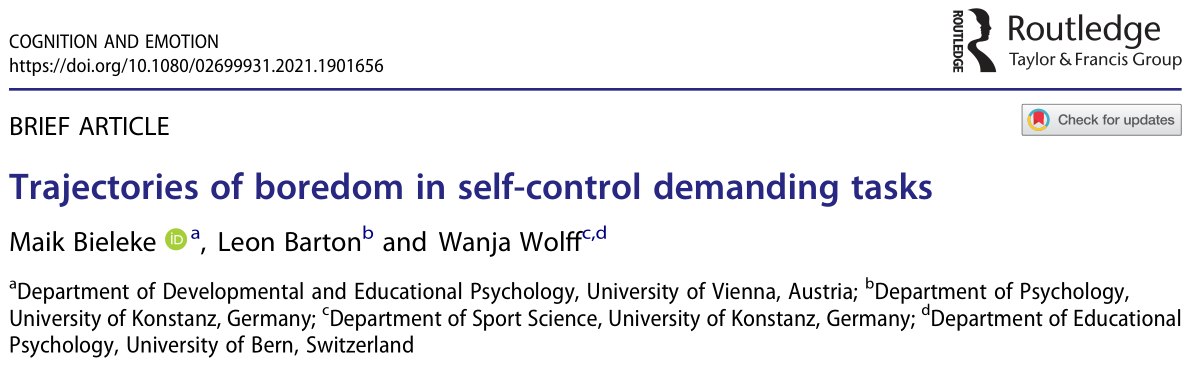 COGNITION AND EMOTION
https://doi.org/10.1080/02699931.2021.1901656
ROUTLEDGE
Routledge
Taylor & Francis Group
BRIEF ARTICLE
Check for updates
Trajectories of boredom in self-control demanding tasks
Maik Bieleke iD a, Leon Bartonb and Wanja Wolffc,d
aDepartment of Developmental and Educational Psychology, University of Vienna, Austria; bDepartment of Psychology,
University of Konstanz, Germany; cDepartment of Sport Science, University of Konstanz, Germany; dDepartment of Educational
Psychology, University of Bern, Switzerland